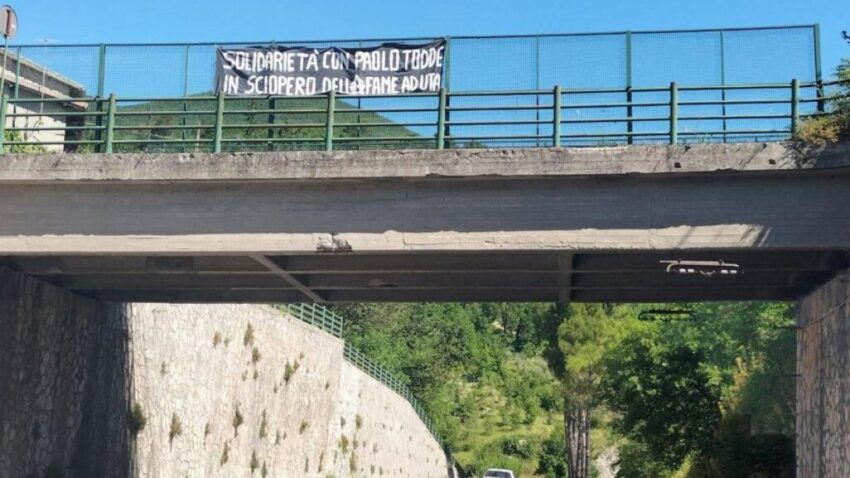 SOLIDARIETÀ CON PAOLO TODDE
IN SCIOPERO DELLA FAME AD UTA